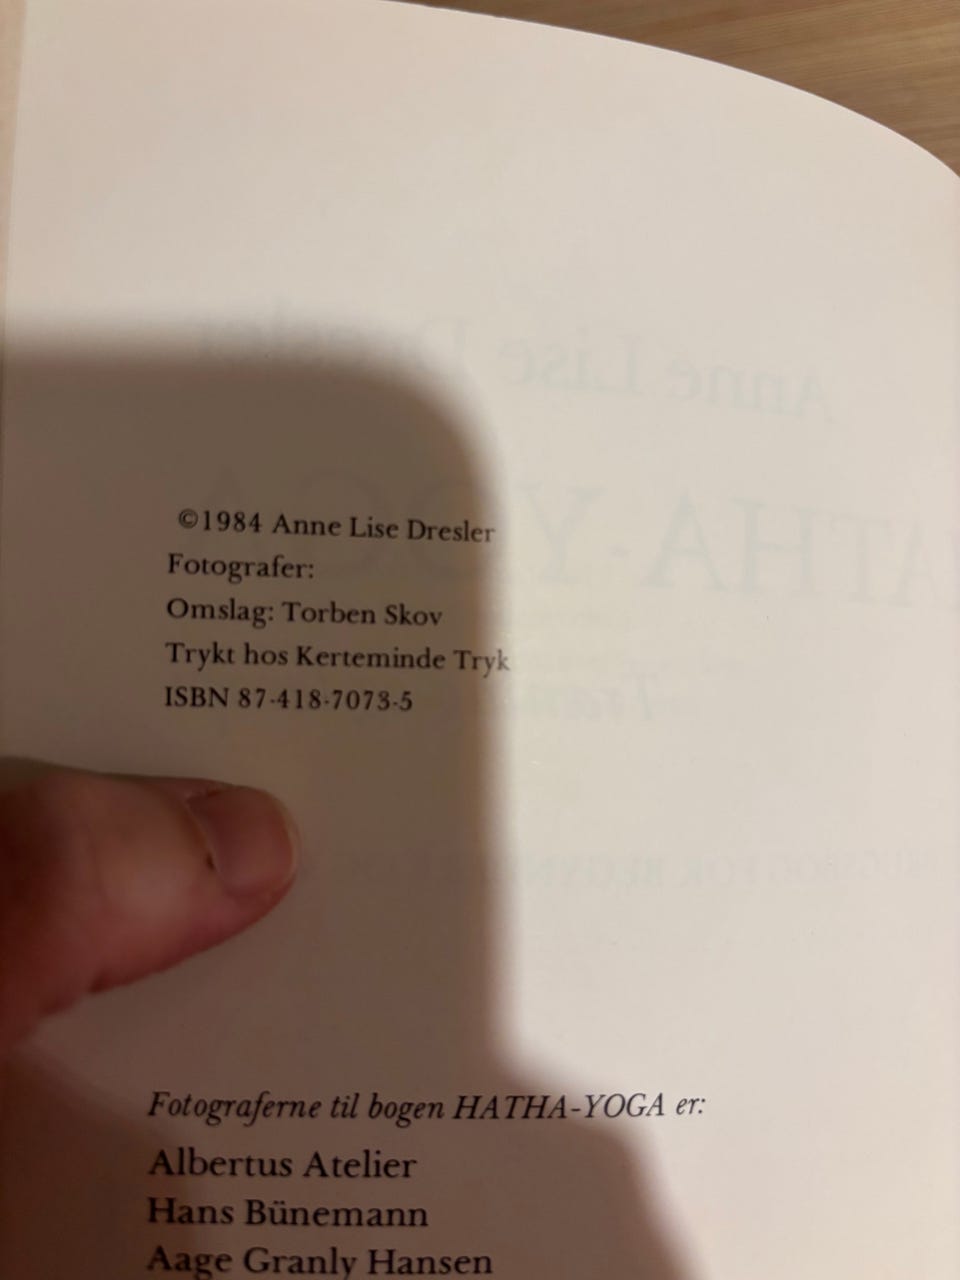 ©1984 Anne Lise Dresler
Fotografer:
Omslag: Torben Skov
Trykt hos Kerteminde Tryk
ISBN 87-418-7073-5
Fotograferne til bogen HATHA-YOGA er:
Albertus Atelier
Hans Bünemann
Aage Granly Hansen